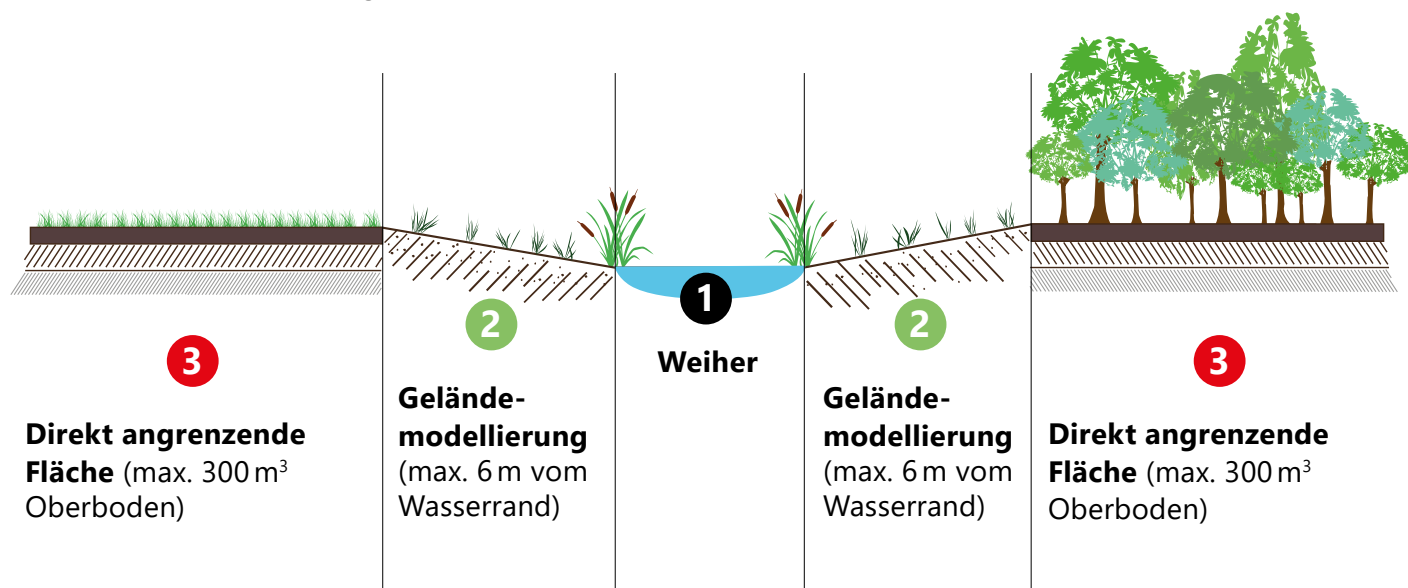 3
Direkt angrenzende
Fläche (max. 300 m³
Oberboden)
2
Gelände-
modellierung
(max. 6 m vom
Wasserrand)
1
Weiher
2
Gelände-
modellierung
(max. 6 m vom
Wasserrand)
3
Direkt angrenzende
Fläche (max. 300 m³
Oberboden)